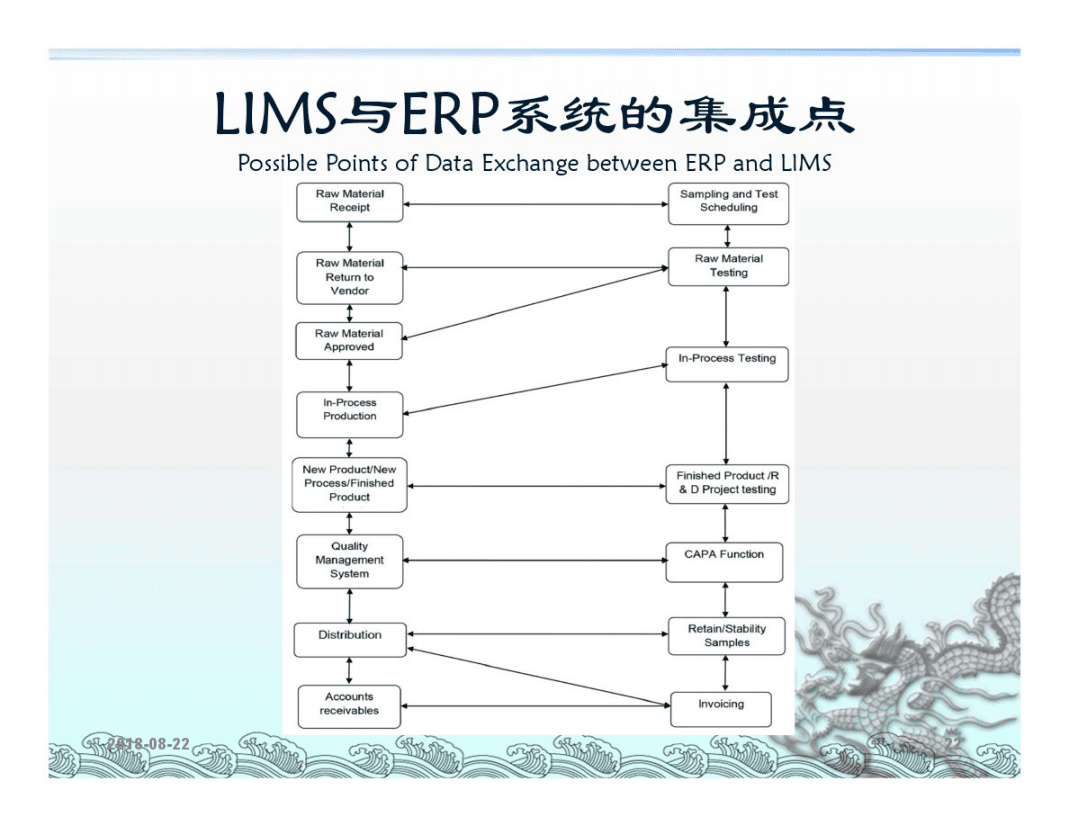 LIMS与ERP系统的集成点
Possible Points of Data Exchange between ERP and LIMS
Raw Material
Receipt
Sampling and Test
Scheduling
Raw Material
Return to
Vendor
Raw Material
Testing
Raw Material
Approved
In-Process Testing
In-Process
Production
New Product/New
Process/Finished
Product
Finished Product /R
& D Project testing
Quality
Management
System
CAPA Function
Distribution
Retain/Stability
Samples
Accounts
receivables
Invoicing
2018-08-22
22